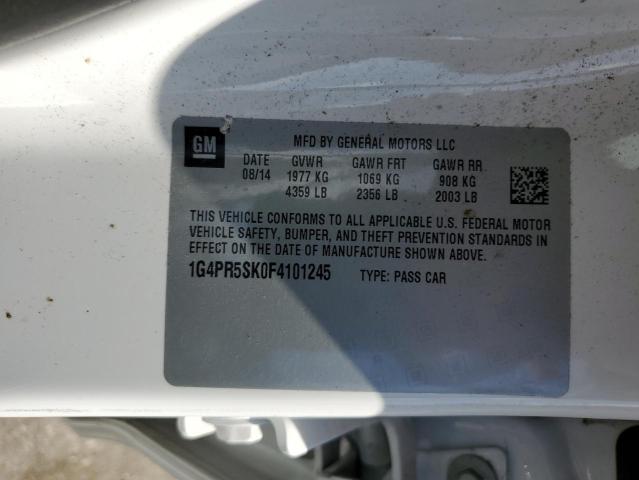 GM
MFD BY GENERAL MOTORS LLC
DATE GVWR GAWR FRT GAWR RR
08/14 1977 KG 1069 KG 908 KG
4359 LB 2356 LB 2003 LB
THIS VEHICLE CONFORMS TO ALL APPLICABLE U.S. FEDERAL MOTOR
VEHICLE SAFETY, BUMPER, AND THEFT PREVENTION STANDARDS IN
EFFECT ON THE DATE OF MANUFACTURE SHOWN ABOVE.
1G4PR5SK0F4101245 TYPE: PASS CAR